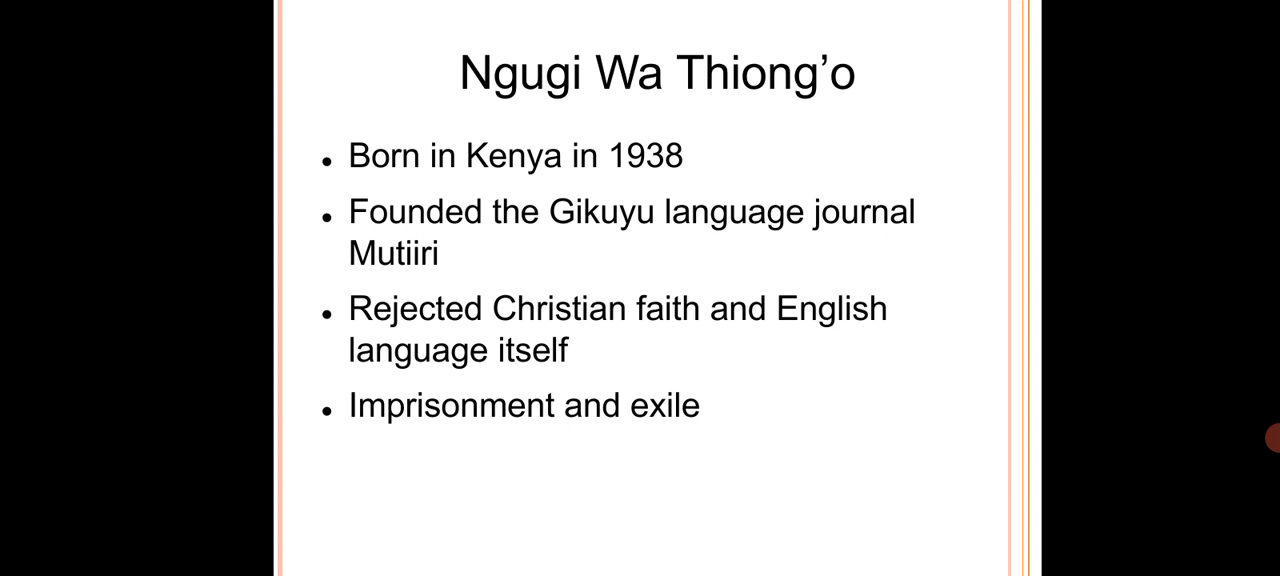 Ngugi Wa Thiong’o
• Born in Kenya in 1938
• Founded the Gikuyu language journal
Mutiiri
• Rejected Christian faith and English
language itself
• Imprisonment and exile